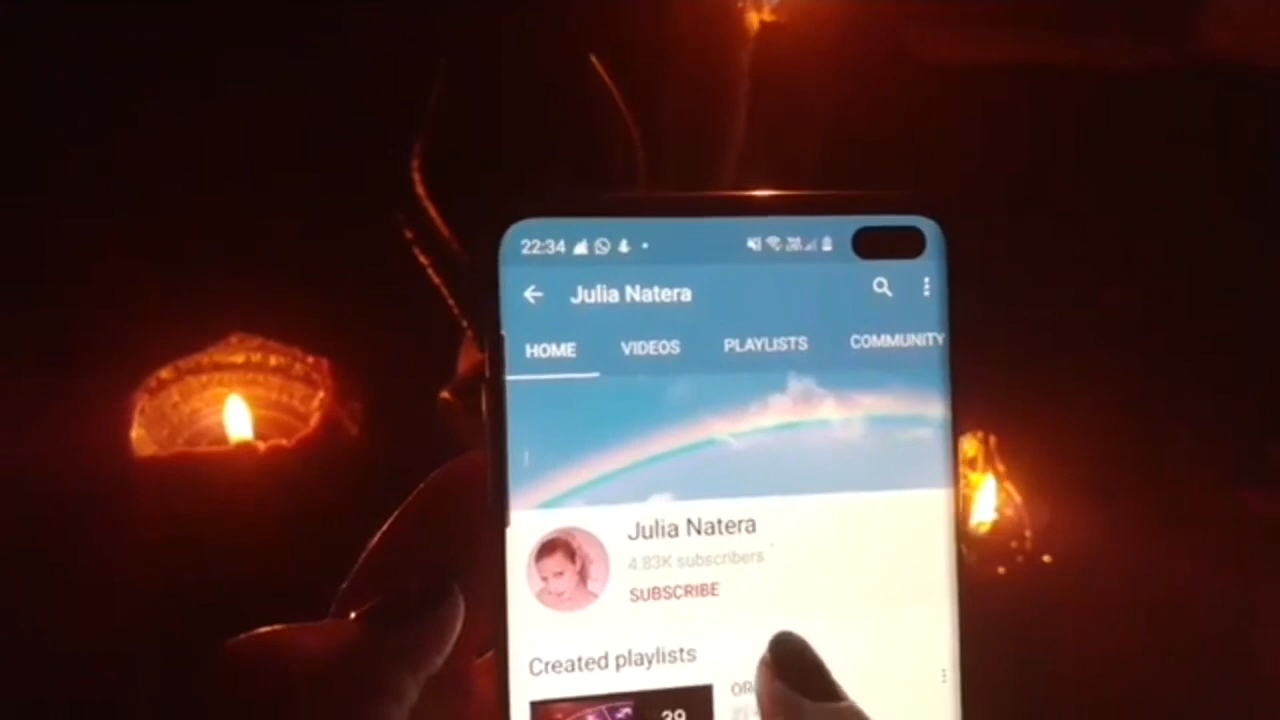 22:34
Julia Natera
HOME VIDEOS PLAYLISTS COMMUNITY
Julia Natera
4.83K subscribers
SUBSCRIBE
Created playlists
39